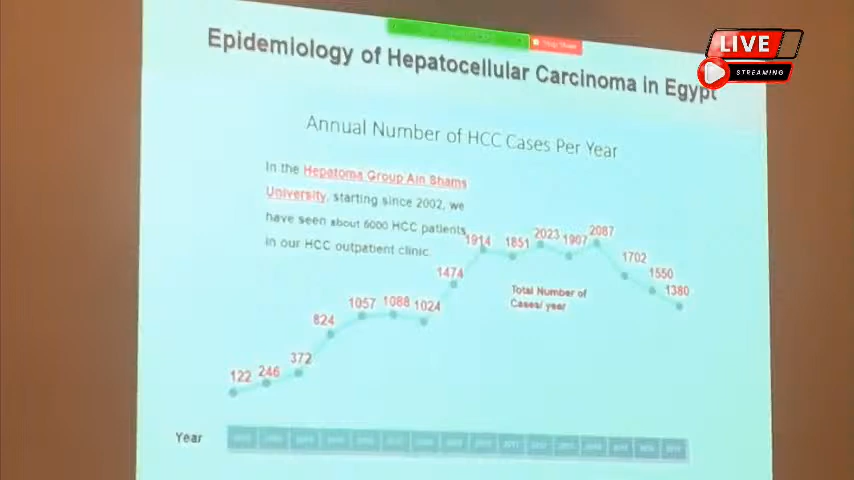 LIVE
STREAMING
Epidemiology of Hepatocellular Carcinoma in Egypt
Annual Number of HCC Cases Per Year
In the Hepatoma Group Ain Shams
University, starting since 2002, we
have seen about 6000 HCC patients
in our HCC outpatient clinic.
122 246 372 824 1057 1088 1024 1474 1914 1851 2023 1907 2087 1702 1550 1380
Total Number of
Cases/ year
Year